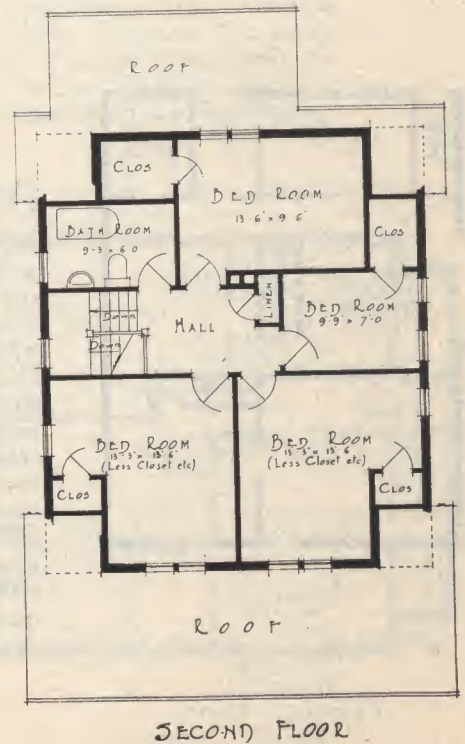 ROOF
CLOS
BED ROOM
13'-6" × 9'-6"
BATH ROOM
9'-3 × 6'-0
CLOS
LINEN
BED ROOM
9'-9" × 7'-0
Down
Down
HALL
BED ROOM
13'-3" × 13'-6"
(Less Closet etc)
BED ROOM
13'-3" × 13'-6
(Less Closet etc)
CLOS
CLOS
ROOF
SECOND FLOOR